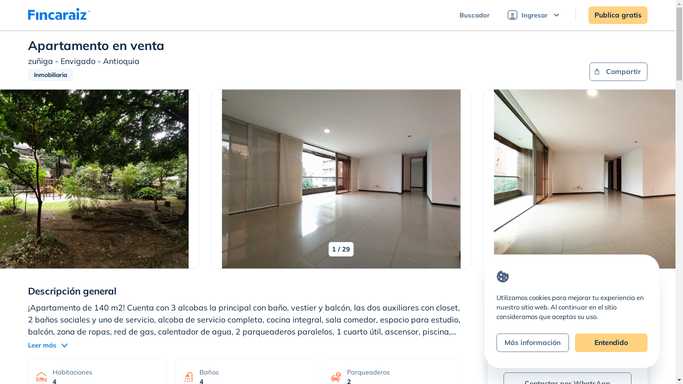 Fincaraiz
Buscador
Ingresar
Publica gratis
Apartamento en venta
zuñiga - Envigado - Antioquia
Inmobiliaria
Compartir
1 / 29
Descripción general
¡Apartamento de 140 m2! Cuenta con 3 alcobas la principal con baño, vestier y balcón, las dos auxiliares con closet,
2 baños sociales y uno de servicio, alcoba de servicio completa, cocina integral, sala comedor, espacio para estudio,
balcón, zona de ropas, red de gas, calentador de agua, 2 parqueaderos paralelos, 1 cuarto útil, ascensor, piscina,...
Leer más
Habitaciones
4
Baños
4
Parqueaderos
2
Utilizamos cookies para mejorar tu experiencia en
nuestro sitio web. Al continuar en el sitio
consideramos que aceptas su uso.
Más información
Entendido
Contactar por WhatsApp